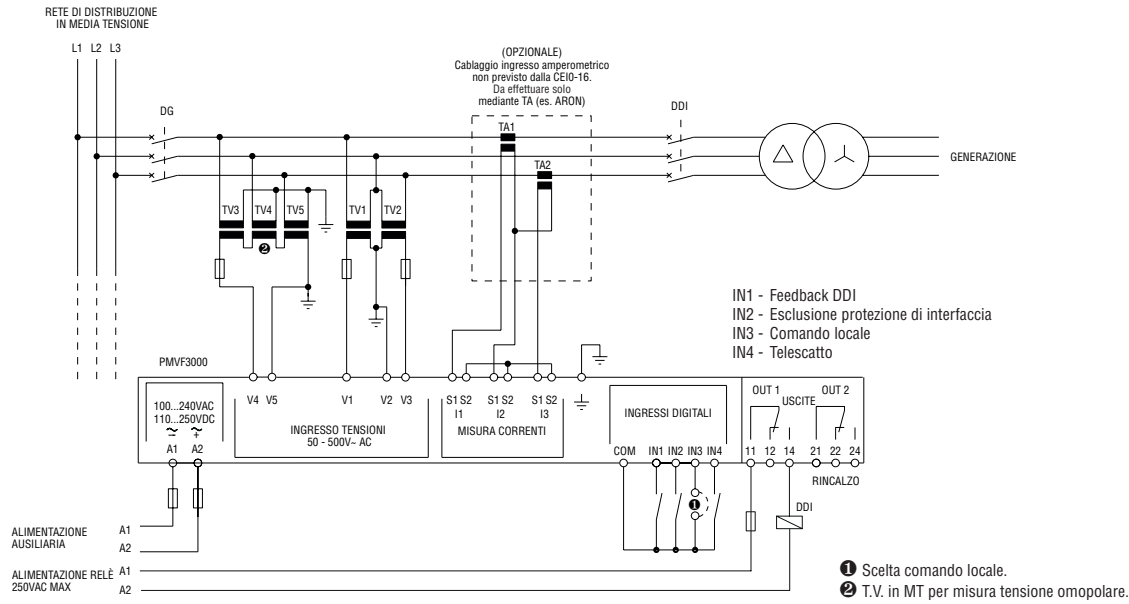 RETE DI DISTRIBUZIONE
IN MEDIA TENSIONE
L1 L2 L3
(OPZIONALE)
Cablaggio ingresso amperometrico
non previsto dalla CEI0-16.
Da effettuare solo
mediante TA (es. ARON)
DG
TA1
DDI
TA2
GENERAZIONE
TV3 TV4 TV5 TV1 TV2
❷
IN1 - Feedback DDI
IN2 - Esclusione protezione di interfaccia
IN3 - Comando locale
IN4 - Telescatto
PMVF3000
100...240VAC
110...250VDC
~ ~
– +
A1 A2
V4 V5 V1 V2 V3
INGRESSO TENSIONI
50 - 500V~ AC
S1 S2 S1 S2 S1 S2
I1 I2 I3
MISURA CORRENTI
INGRESSI DIGITALI
COM IN1 IN2 IN3 IN4
OUT 1 OUT 2
USCITE
11 12 14 21 22 24
RINCALZO
❶
DDI
ALIMENTAZIONE
AUSILIARIA
A1
A2
ALIMENTAZIONE RELÈ
250VAC MAX
A1
A2
❶ Scelta comando locale.
❷ T.V. in MT per misura tensione omopolare.